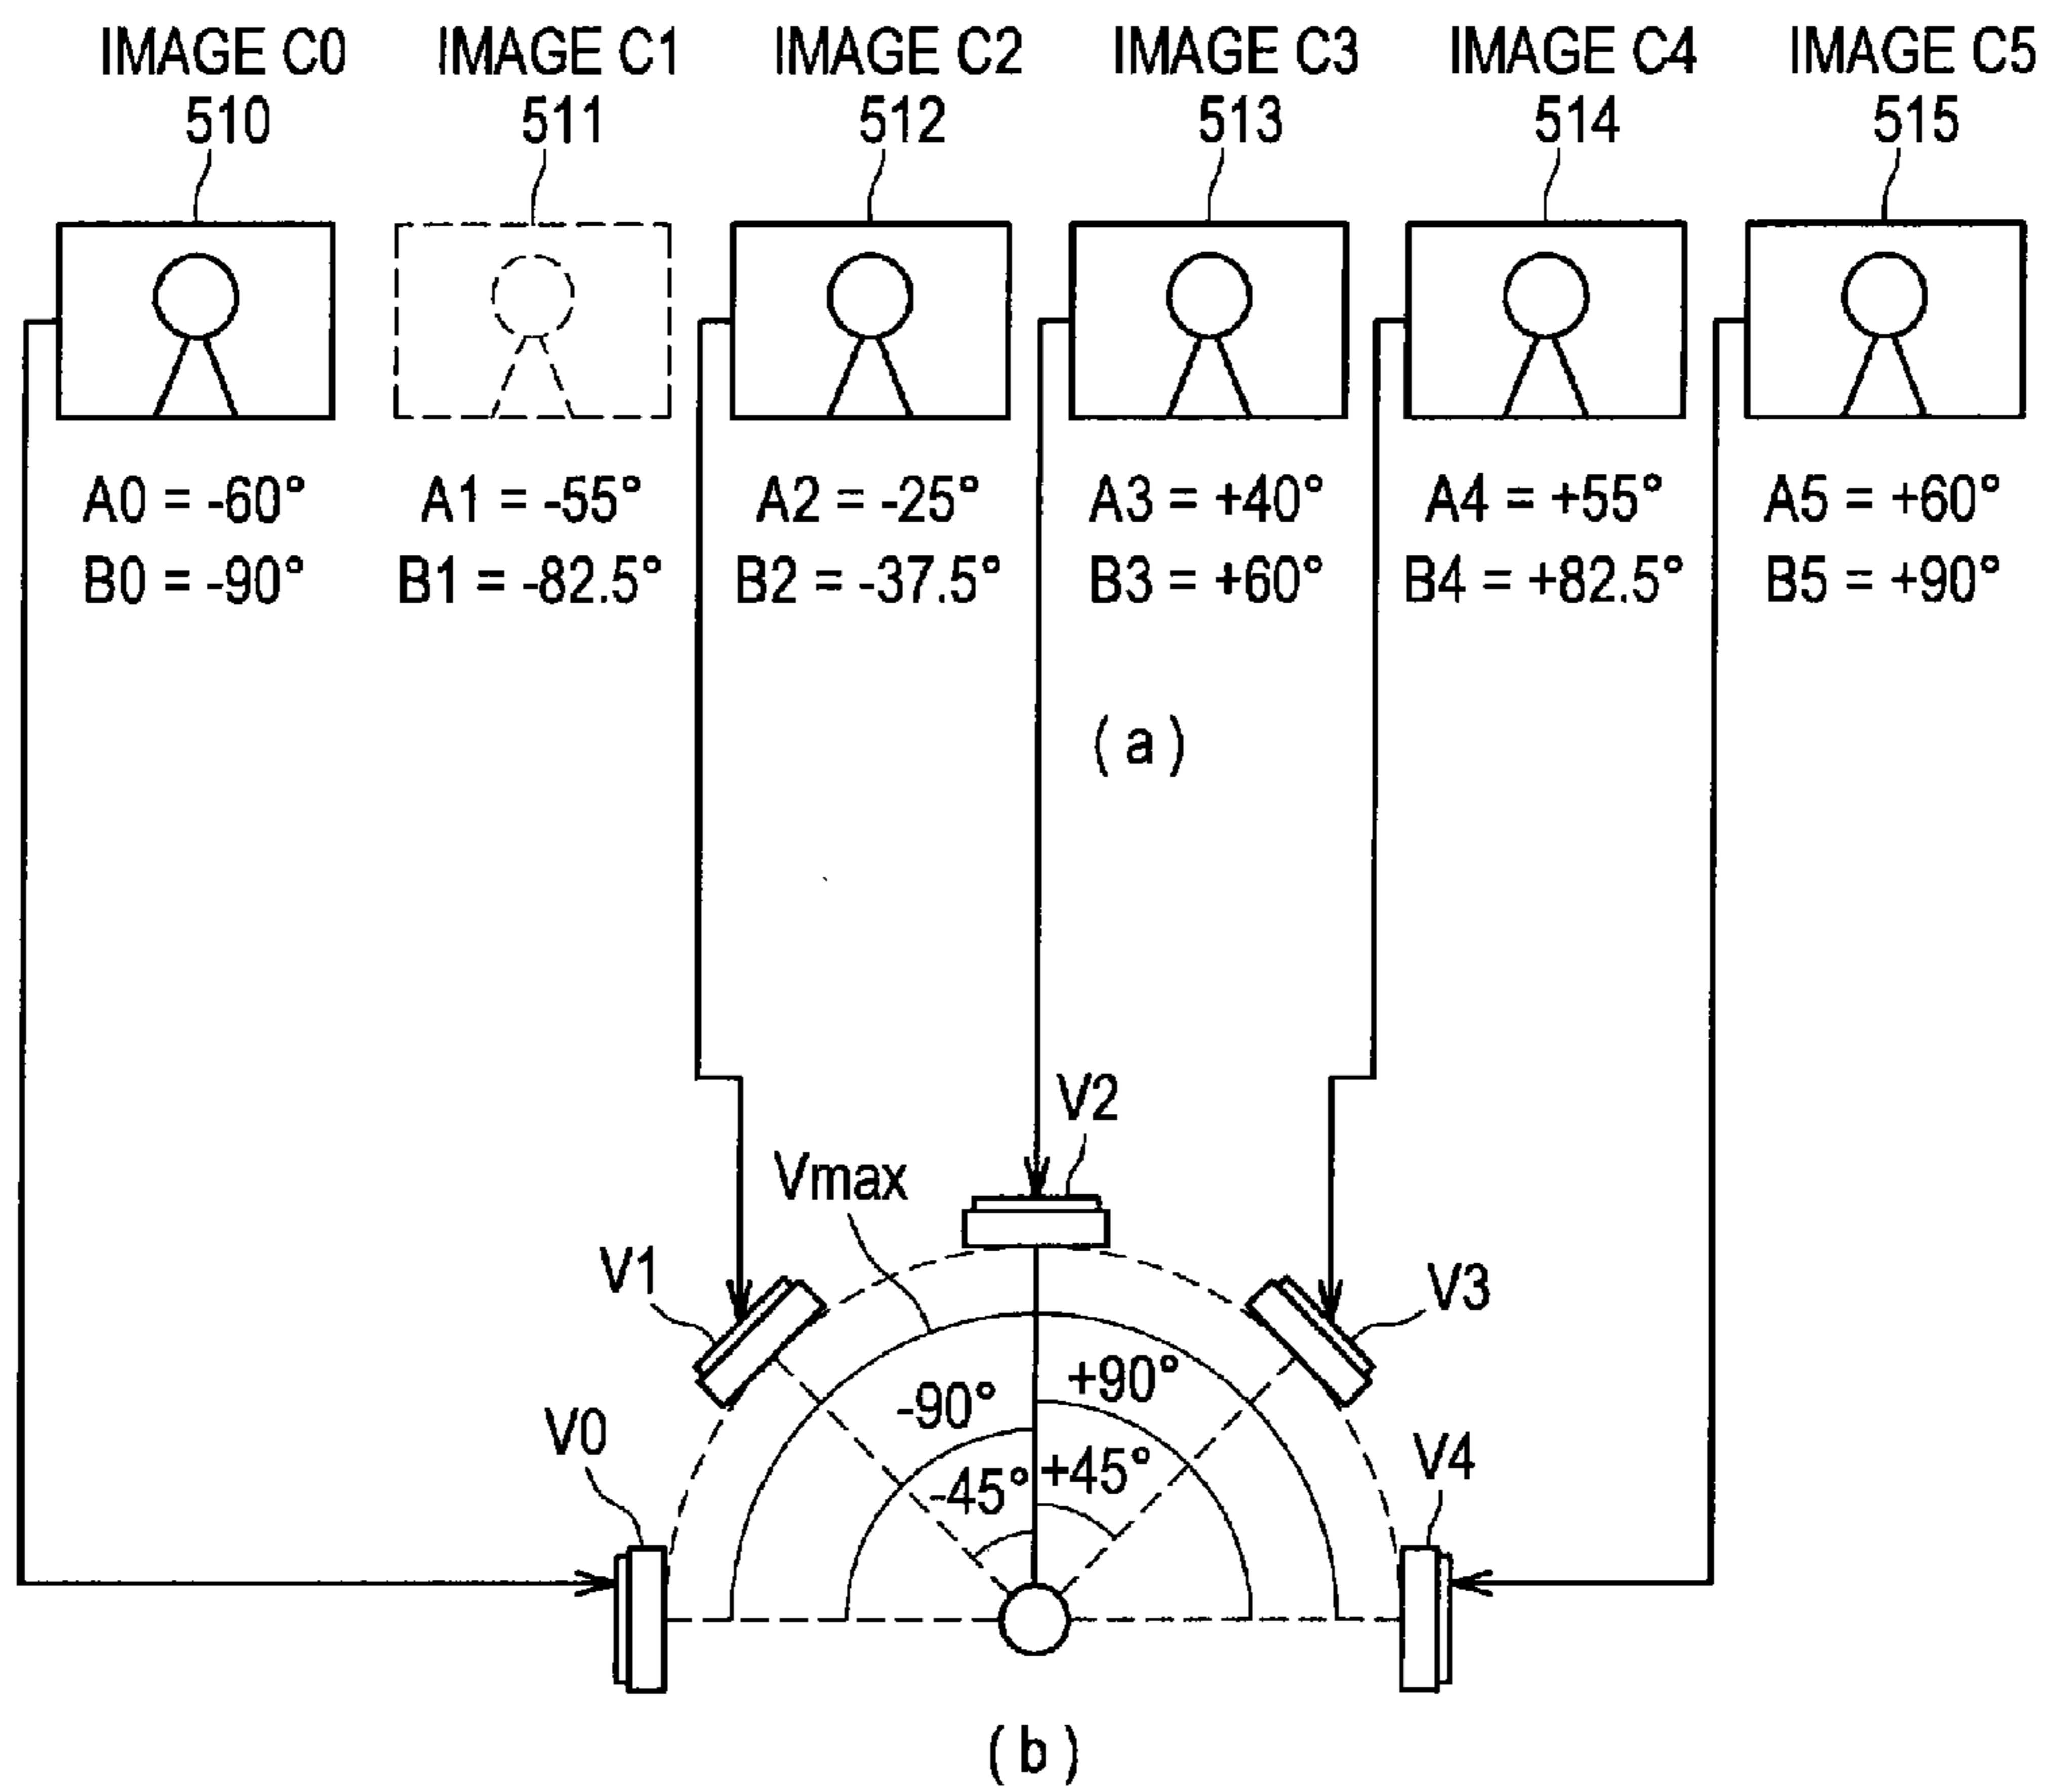 IMAGE C0 IMAGE C1 IMAGE C2 IMAGE C3 IMAGE C4 IMAGE C5
510 511 512 513 514 515
A0 = -60° A1 = -55° A2 = -25° A3 = +40° A4 = +55° A5 = +60°
B0 = -90° B1 = -82.5° B2 = -37.5° B3 = +60° B4 = +82.5° B5 = +90°
(a)
V2
Vmax
V1 V3
+90°
-90°
V0 V4
-45° +45°
(b)